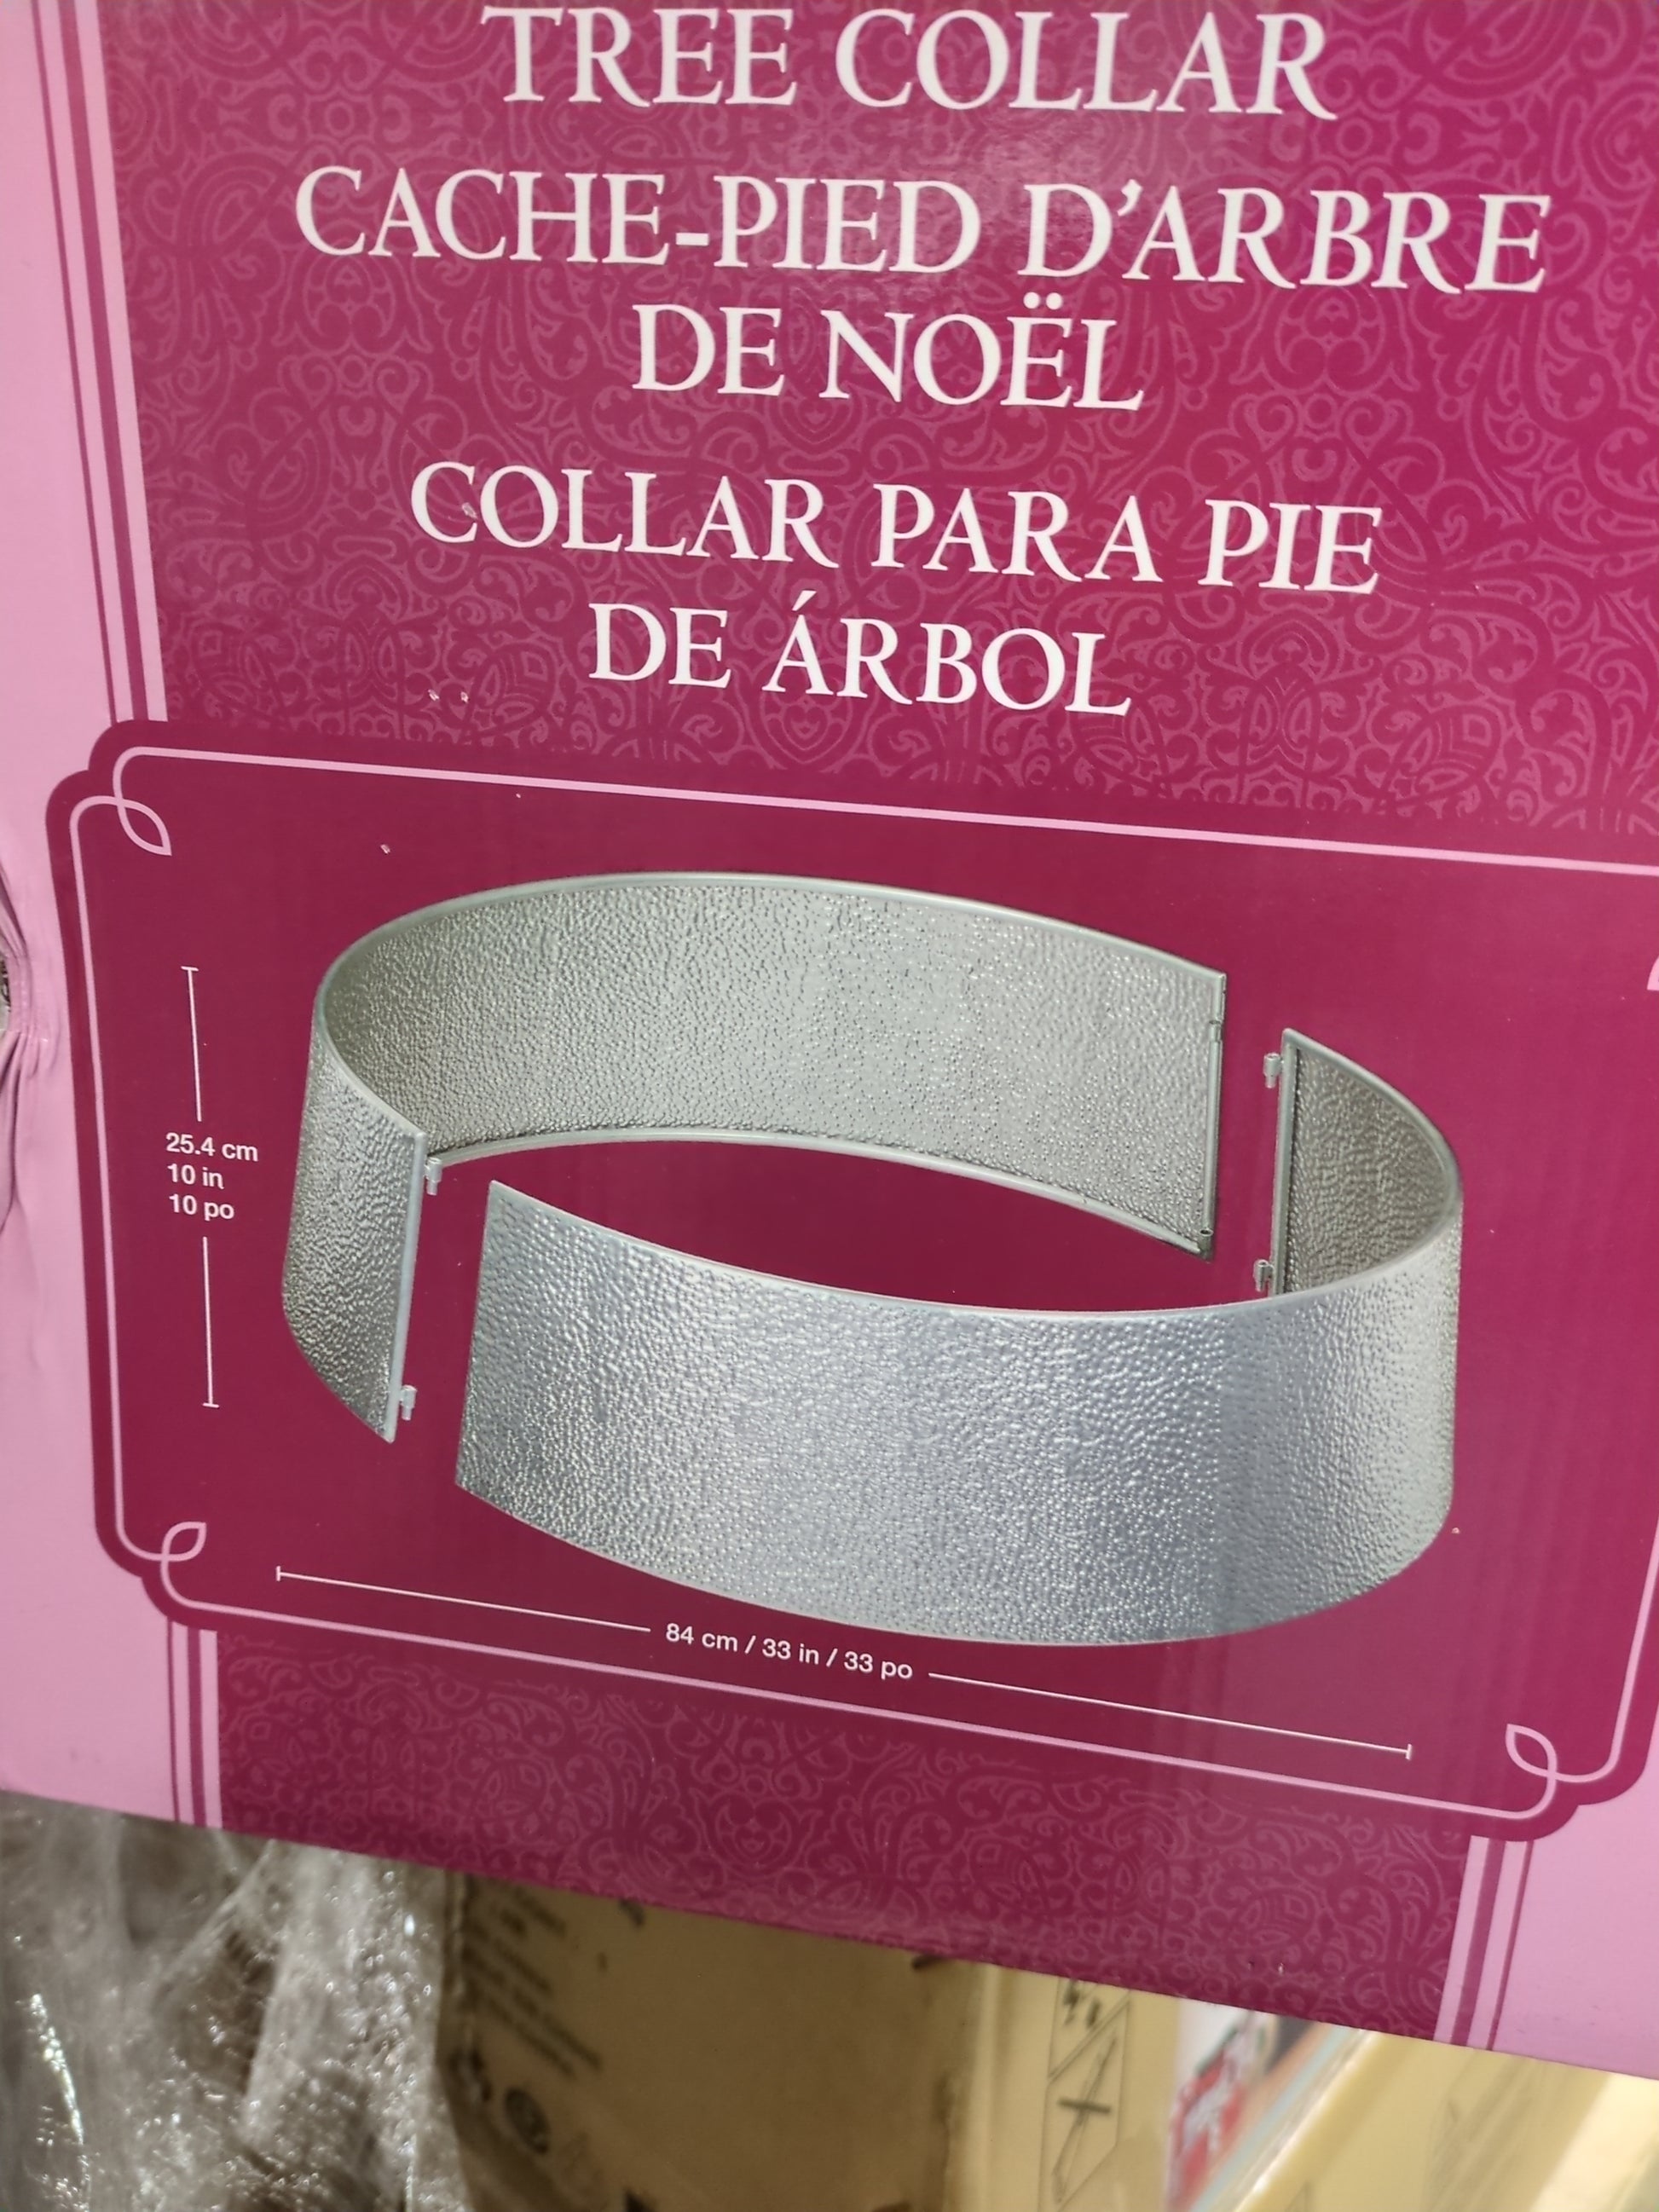 TREE COLLAR
CACHE-PIED D'ARBRE
DE NOËL
COLLAR PARA PIE
DE ÁRBOL
25.4 cm
10 in
10 po
84 cm / 33 in / 33 po